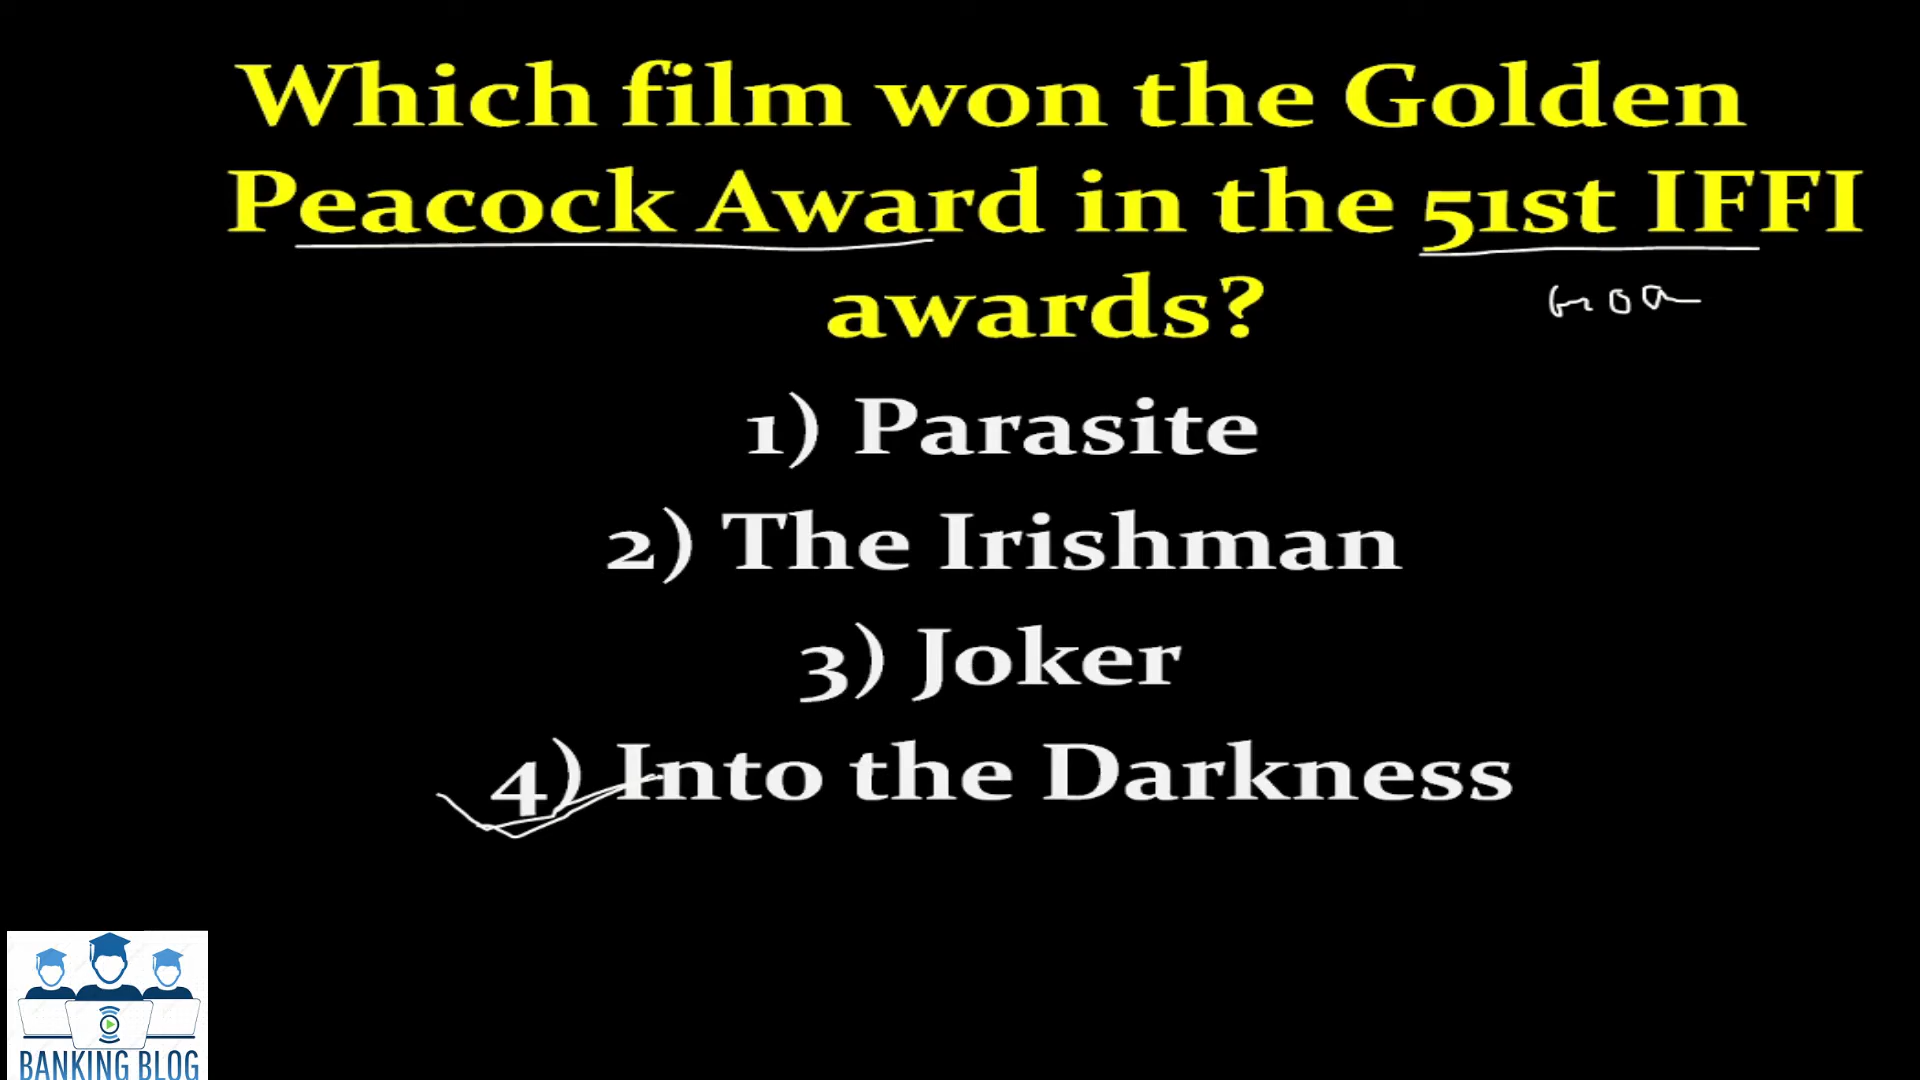 Which film won the Golden
Peacock Award in the 51st IFFI
awards?
Goa
1) Parasite
2) The Irishman
3) Joker
4) Into the Darkness
BANKING BLOG